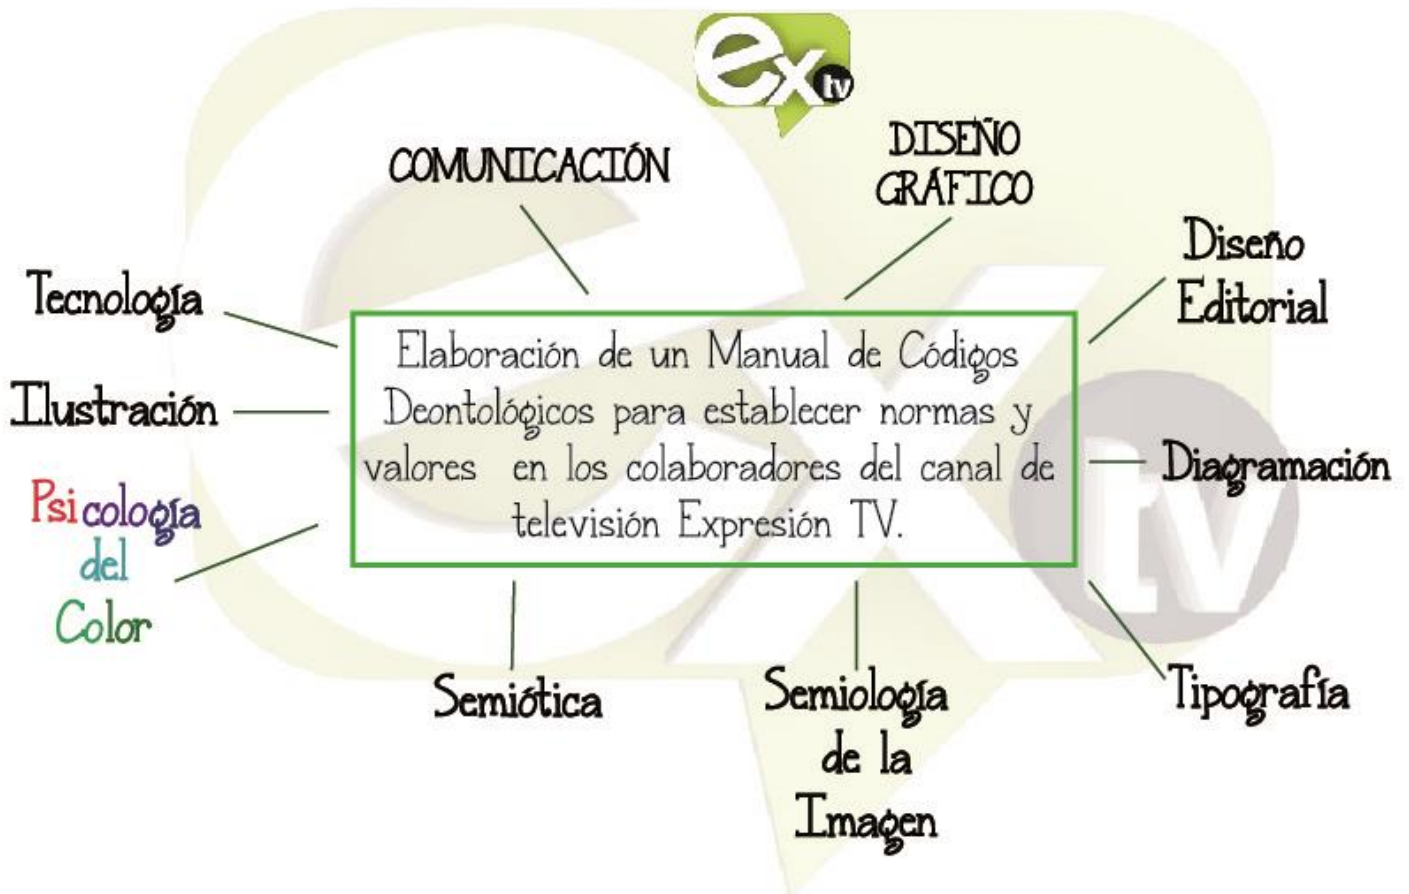 ex tv
COMUNICACIÓN
DISEÑO
GRÁFICO
Diseño
Editorial
Tecnología
Ilustración
Psicología
del
Color
Elaboración de un Manual de Códigos
Deontológicos para establecer normas y
valores en los colaboradores del canal de
televisión Expresión TV.
Diagramación
Tipografía
Semiótica
Semiología
de la
Imagen
ex
tv